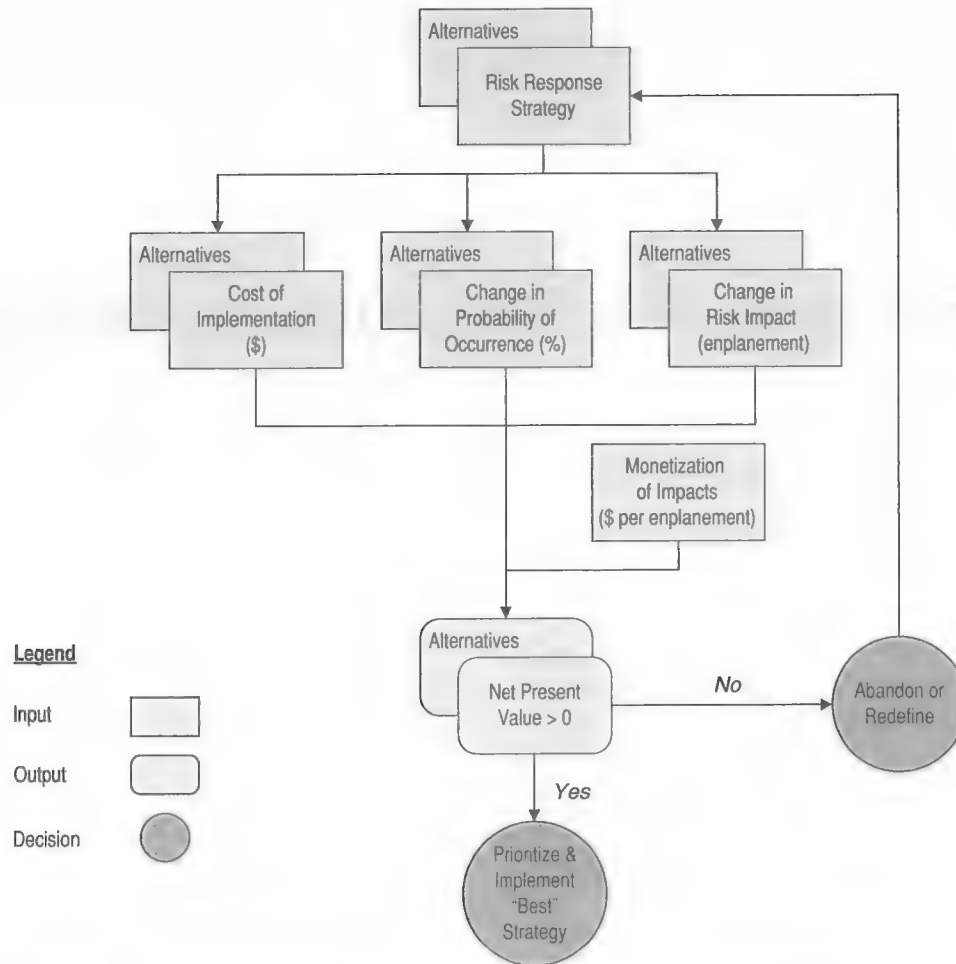 Alternatives
Risk Response
Strategy
Alternatives
Cost of
Implementation
($)
Alternatives
Change in
Probability of
Occurrence (%)
Alternatives
Change in
Risk Impact
(enplanement)
Monetization
of Impacts
($ per enplanement)
Alternatives
Net Present
Value > 0
No
Abandon or
Redefine
Yes
Prioritize &
Implement
"Best"
Strategy
Legend
Input
Output
Decision